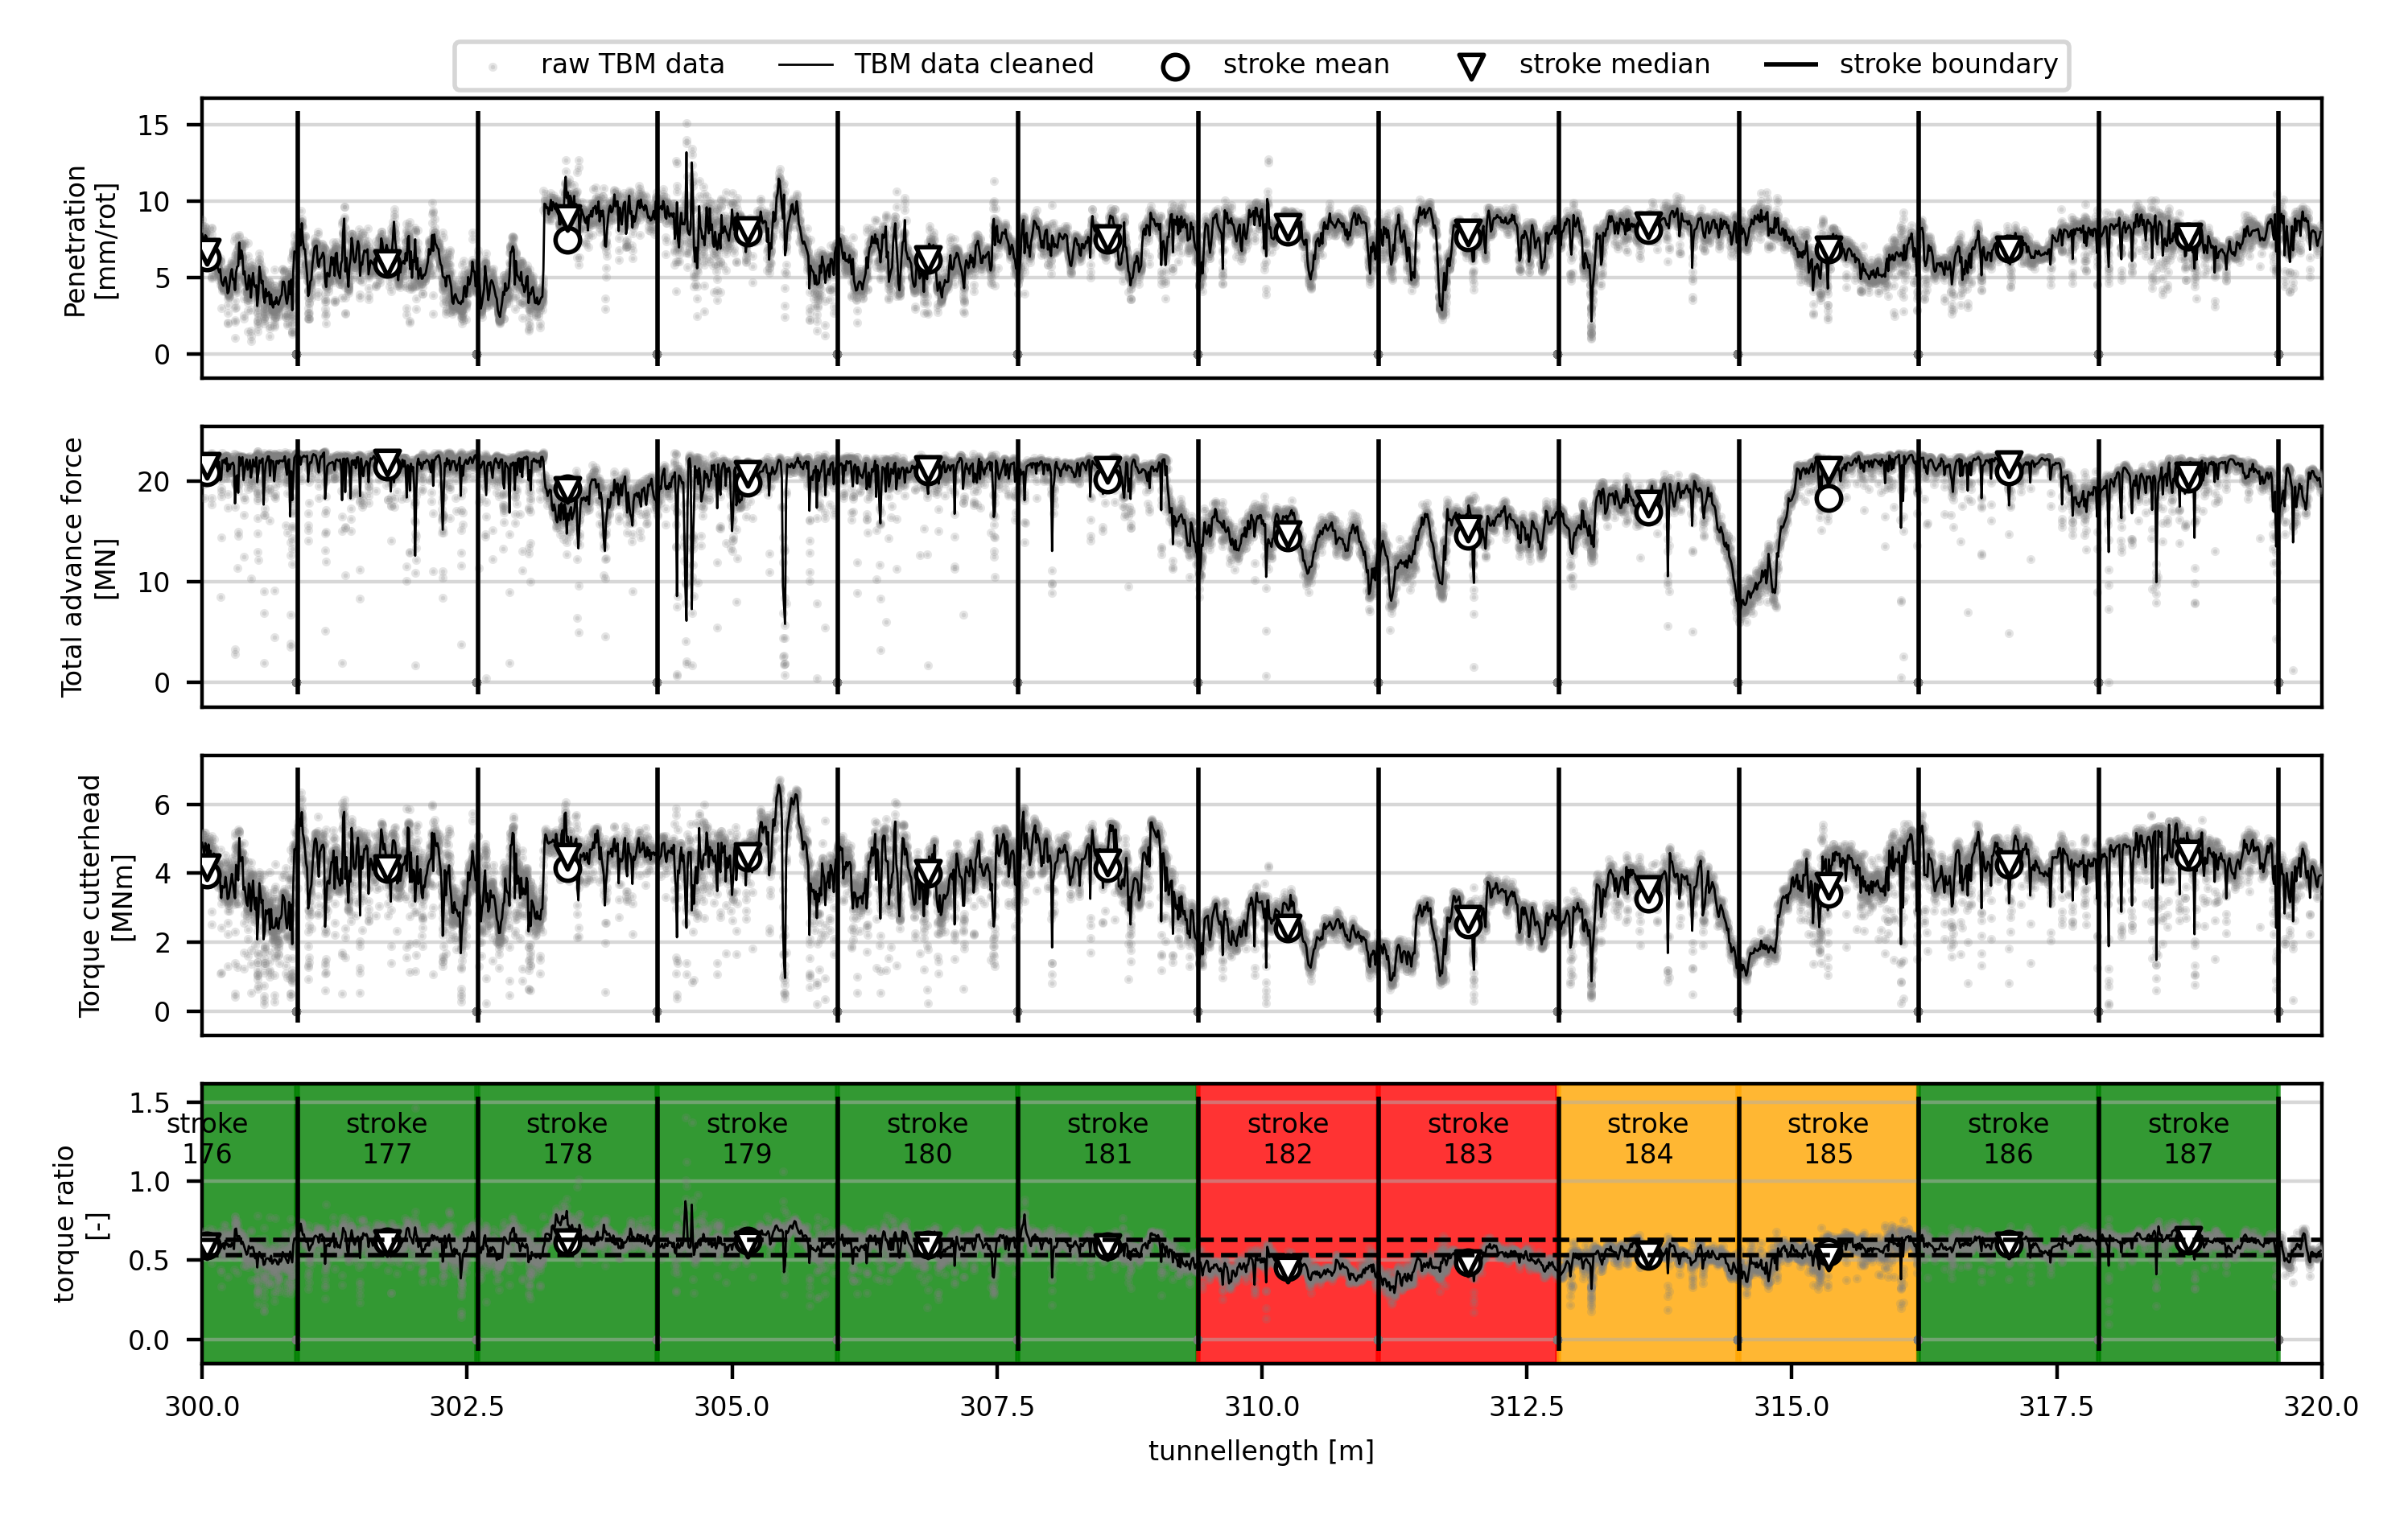 raw TBM data TBM data cleaned stroke mean stroke median stroke boundary
Penetration
[mm/rot]
15
10
5
0
Total advance force
[MN]
20
10
0
Torque cutterhead
[MNm]
6
4
2
0
torque ratio
[-]
1.5
1.0
0.5
0.0
stroke
176
stroke
177
stroke
178
stroke
179
stroke
180
stroke
181
stroke
182
stroke
183
stroke
184
stroke
185
stroke
186
stroke
187
300.0 302.5 305.0 307.5 310.0 312.5 315.0 317.5 320.0
tunnellength [m]